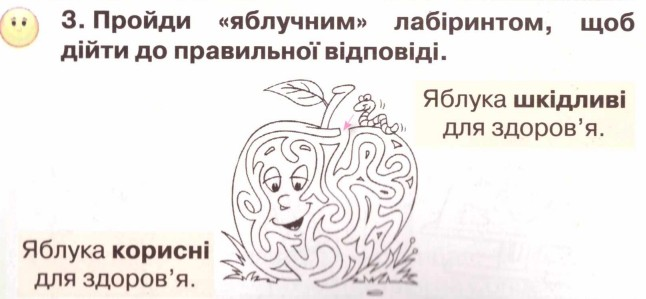 3. Пройди «яблучним» лабіринтом, щоб
дійти до правильної відповіді.
Яблука шкідливі
для здоров’я.
Яблука корисні
для здоров’я.